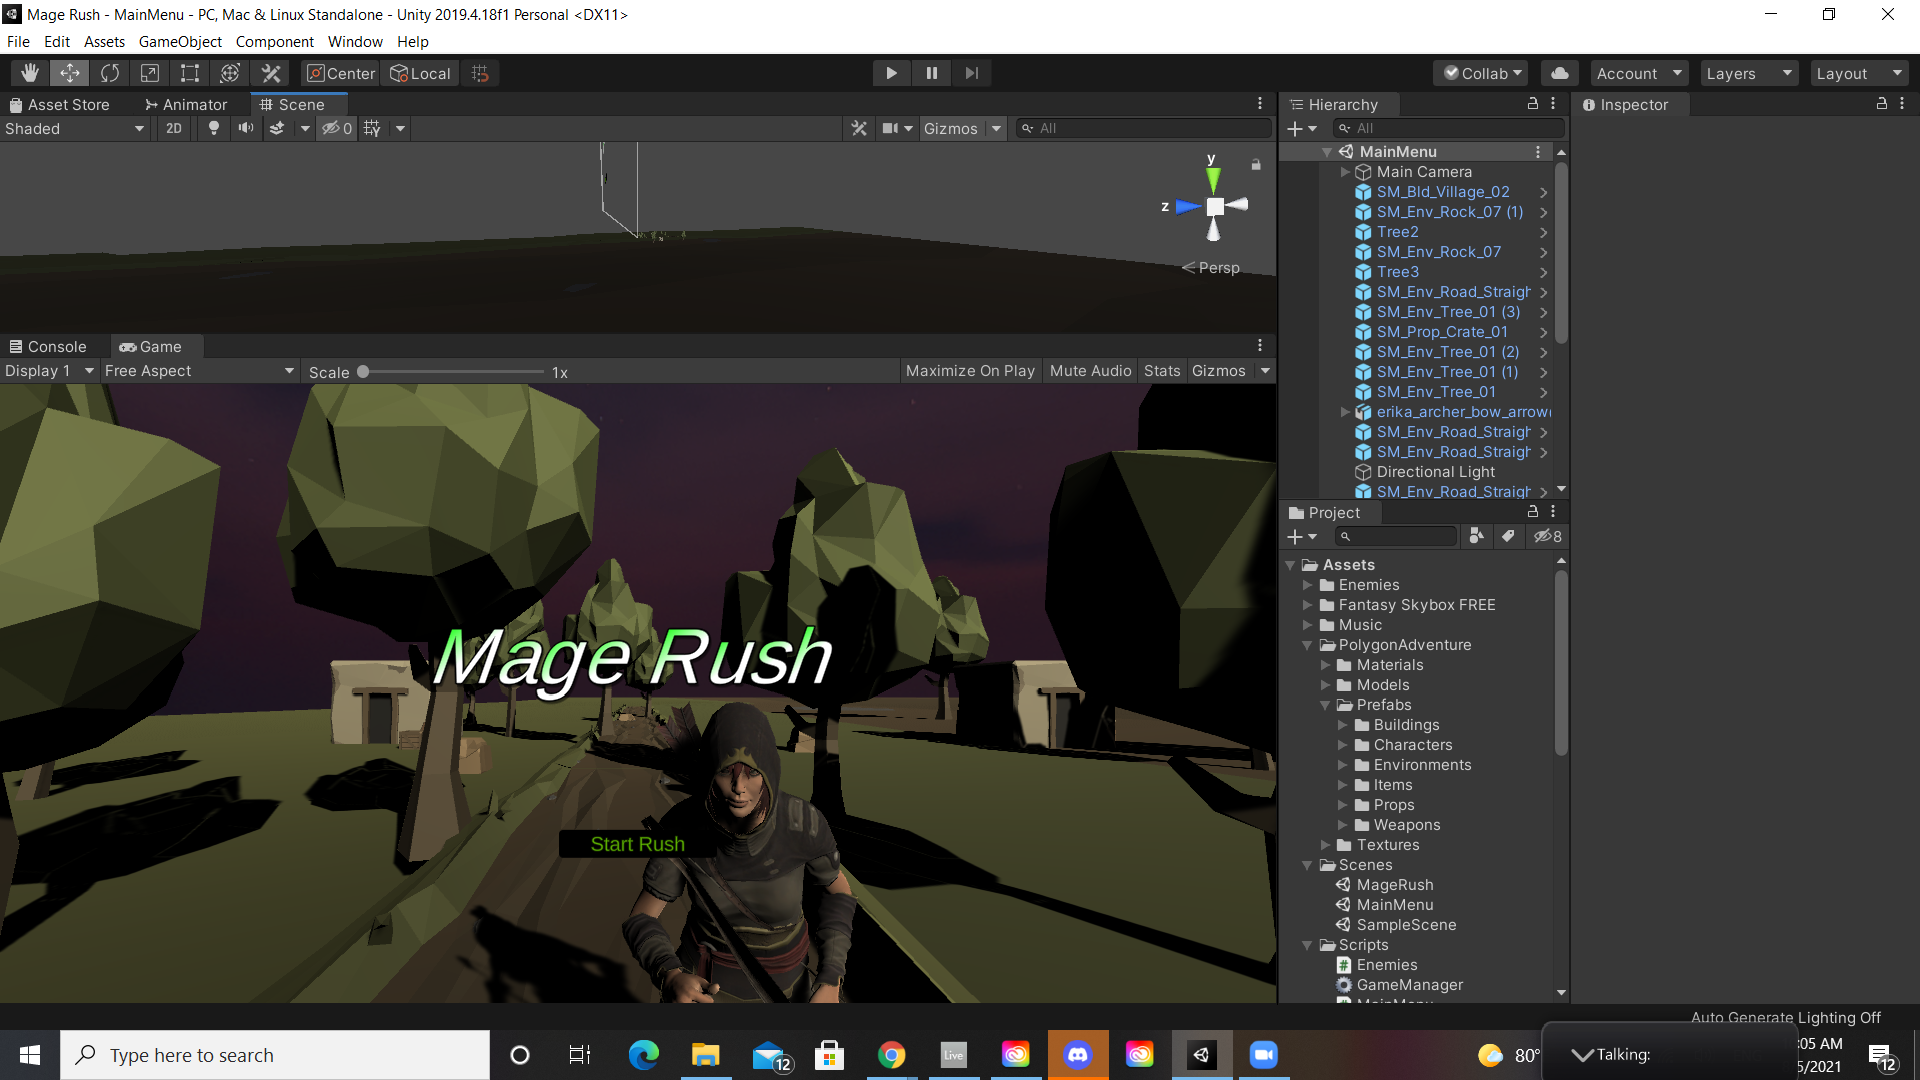 Mage Rush - MainMenu - PC, Mac & Linux Standalone - Unity 2019.4.18f1 Personal <DX11>
File Edit Assets GameObject Component Window Help
Center Local Collab Account Layers Layout
Asset Store Animator Scene
Shaded 2D 0 Gizmos All
y
z
Persp
Console Game
Display 1 Free Aspect Scale 1x Maximize On Play Mute Audio Stats Gizmos
Mage Rush
Start Rush
Hierarchy
All
MainMenu
Main Camera
SM_Bld_Village_02
SM_Env_Rock_07 (1)
Tree2
SM_Env_Rock_07
Tree3
SM_Env_Road_Straigh
SM_Env_Tree_01 (3)
SM_Prop_Crate_01
SM_Env_Tree_01 (2)
SM_Env_Tree_01 (1)
SM_Env_Tree_01
erika_archer_bow_arrow(
SM_Env_Road_Straigh
SM_Env_Road_Straigh
Directional Light
SM_Env_Road_Straigh
Project
8
Assets
Enemies
Fantasy Skybox FREE
Music
PolygonAdventure
Materials
Models
Prefabs
Buildings
Characters
Environments
Items
Props
Weapons
Textures
Scenes
MageRush
MainMenu
SampleScene
Scripts
Enemies
GameManager
MainMenu
Inspector
Auto Generate Lighting Off
Type here to search
12
Live
80°
Talking:
:05 AM
5/2021
12